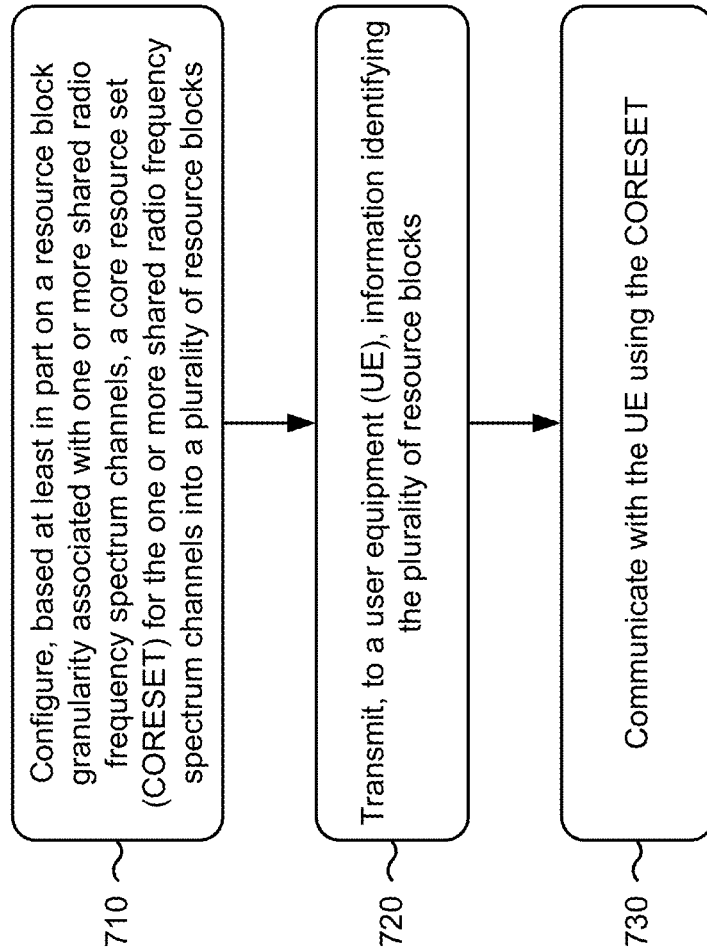 710
Configure, based at least in part on a resource block
granularity associated with one or more shared radio
frequency spectrum channels, a core resource set
(CORESET) for the one or more shared radio frequency
spectrum channels into a plurality of resource blocks
720
Transmit, to a user equipment (UE), information identifying
the plurality of resource blocks
730
Communicate with the UE using the CORESET